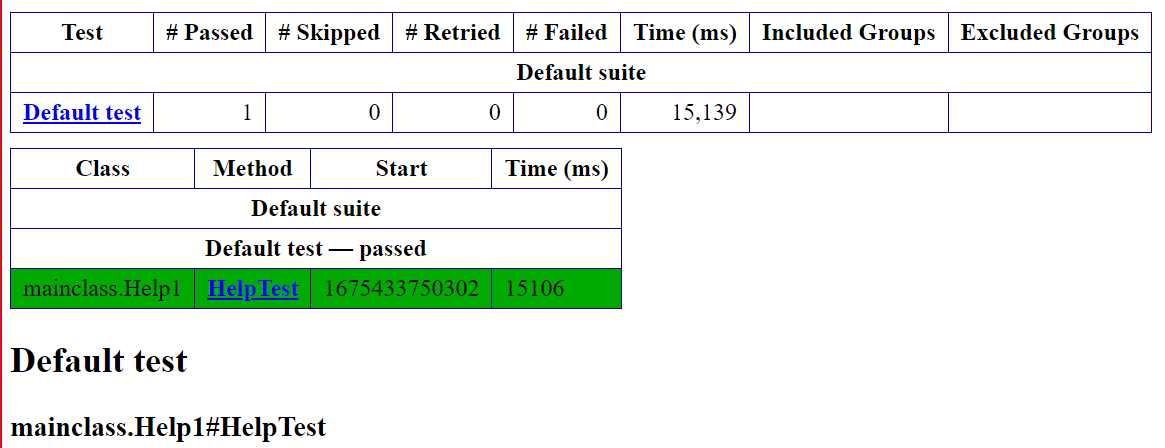 Test # Passed # Skipped # Retried # Failed Time (ms) Included Groups Excluded Groups
Default suite
Default test 1 0 0 0 15,139
Class Method Start Time (ms)
Default suite
Default test — passed
mainclass.Help1 HelpTest 1675433750302 15106
Default test
mainclass.Help1#HelpTest